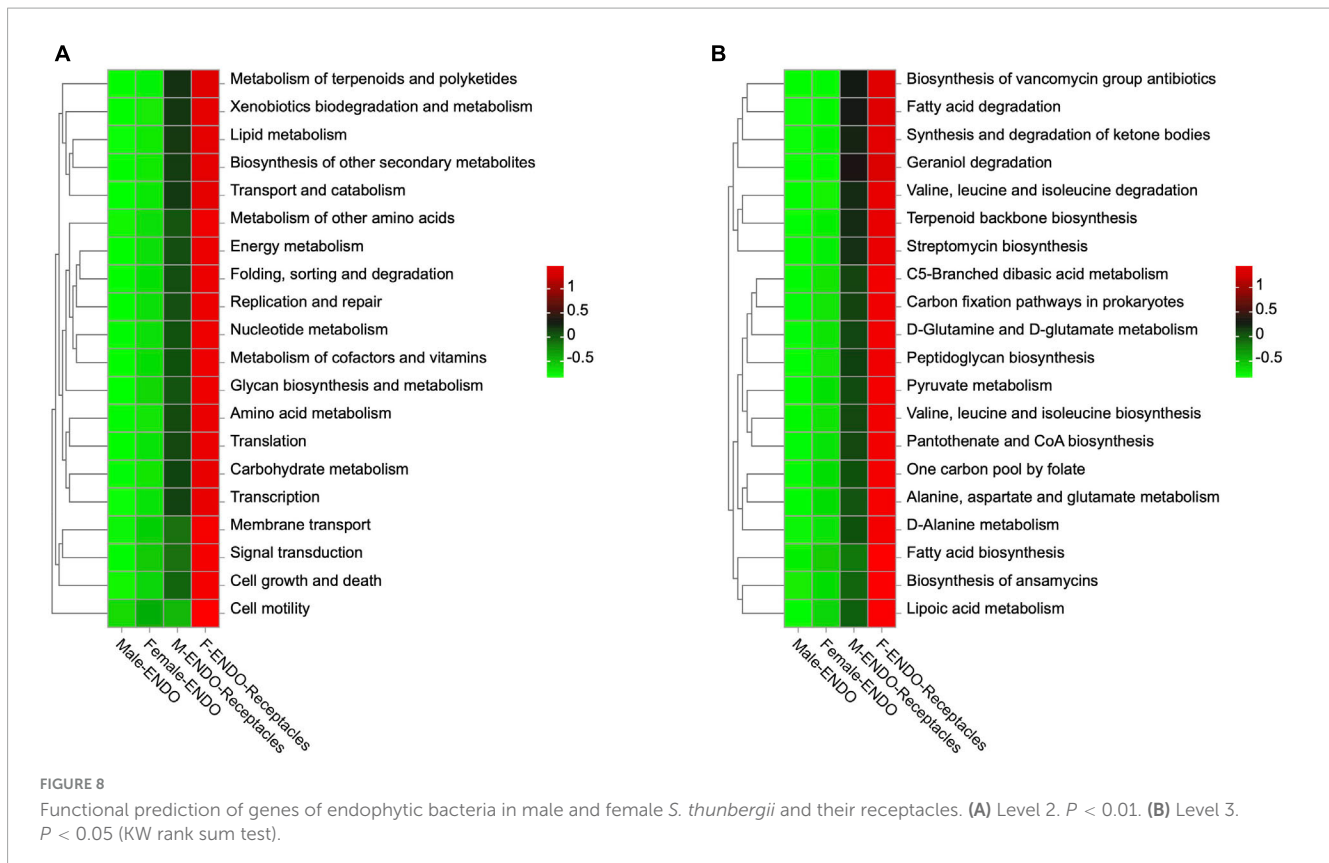 A
Metabolism of terpenoids and polyketides
Xenobiotics biodegradation and metabolism
Lipid metabolism
Biosynthesis of other secondary metabolites
Transport and catabolism
Metabolism of other amino acids
Energy metabolism
Folding, sorting and degradation
Replication and repair
Nucleotide metabolism
Metabolism of cofactors and vitamins
Glycan biosynthesis and metabolism
Amino acid metabolism
Translation
Carbohydrate metabolism
Transcription
Membrane transport
Signal transduction
Cell growth and death
Cell motility
1
0.5
0
-0.5
Male-ENDO
Female-ENDO
M-ENDO-Receptacles
F-ENDO-Receptacles
B
Biosynthesis of vancomycin group antibiotics
Fatty acid degradation
Synthesis and degradation of ketone bodies
Geraniol degradation
Valine, leucine and isoleucine degradation
Terpenoid backbone biosynthesis
Streptomycin biosynthesis
C5-Branched dibasic acid metabolism
Carbon fixation pathways in prokaryotes
D-Glutamine and D-glutamate metabolism
Peptidoglycan biosynthesis
Pyruvate metabolism
Valine, leucine and isoleucine biosynthesis
Pantothenate and CoA biosynthesis
One carbon pool by folate
Alanine, aspartate and glutamate metabolism
D-Alanine metabolism
Fatty acid biosynthesis
Biosynthesis of ansamycins
Lipoic acid metabolism
1
0.5
0
-0.5
Male-ENDO
Female-ENDO
M-ENDO-Receptacles
F-ENDO-Receptacles
FIGURE 8
Functional prediction of genes of endophytic bacteria in male and female S. thunbergii and their receptacles. (A) Level 2. P < 0.01. (B) Level 3.
P < 0.05 (KW rank sum test).